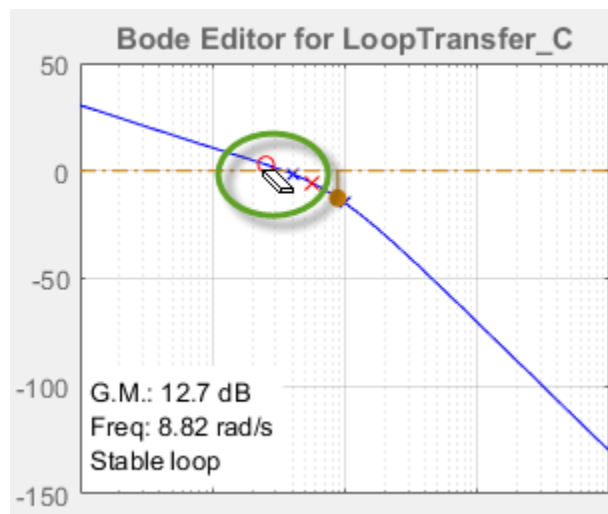 Bode Editor for LoopTransfer_C
50
0
-50
-100
-150
G.M.: 12.7 dB
Freq: 8.82 rad/s
Stable loop